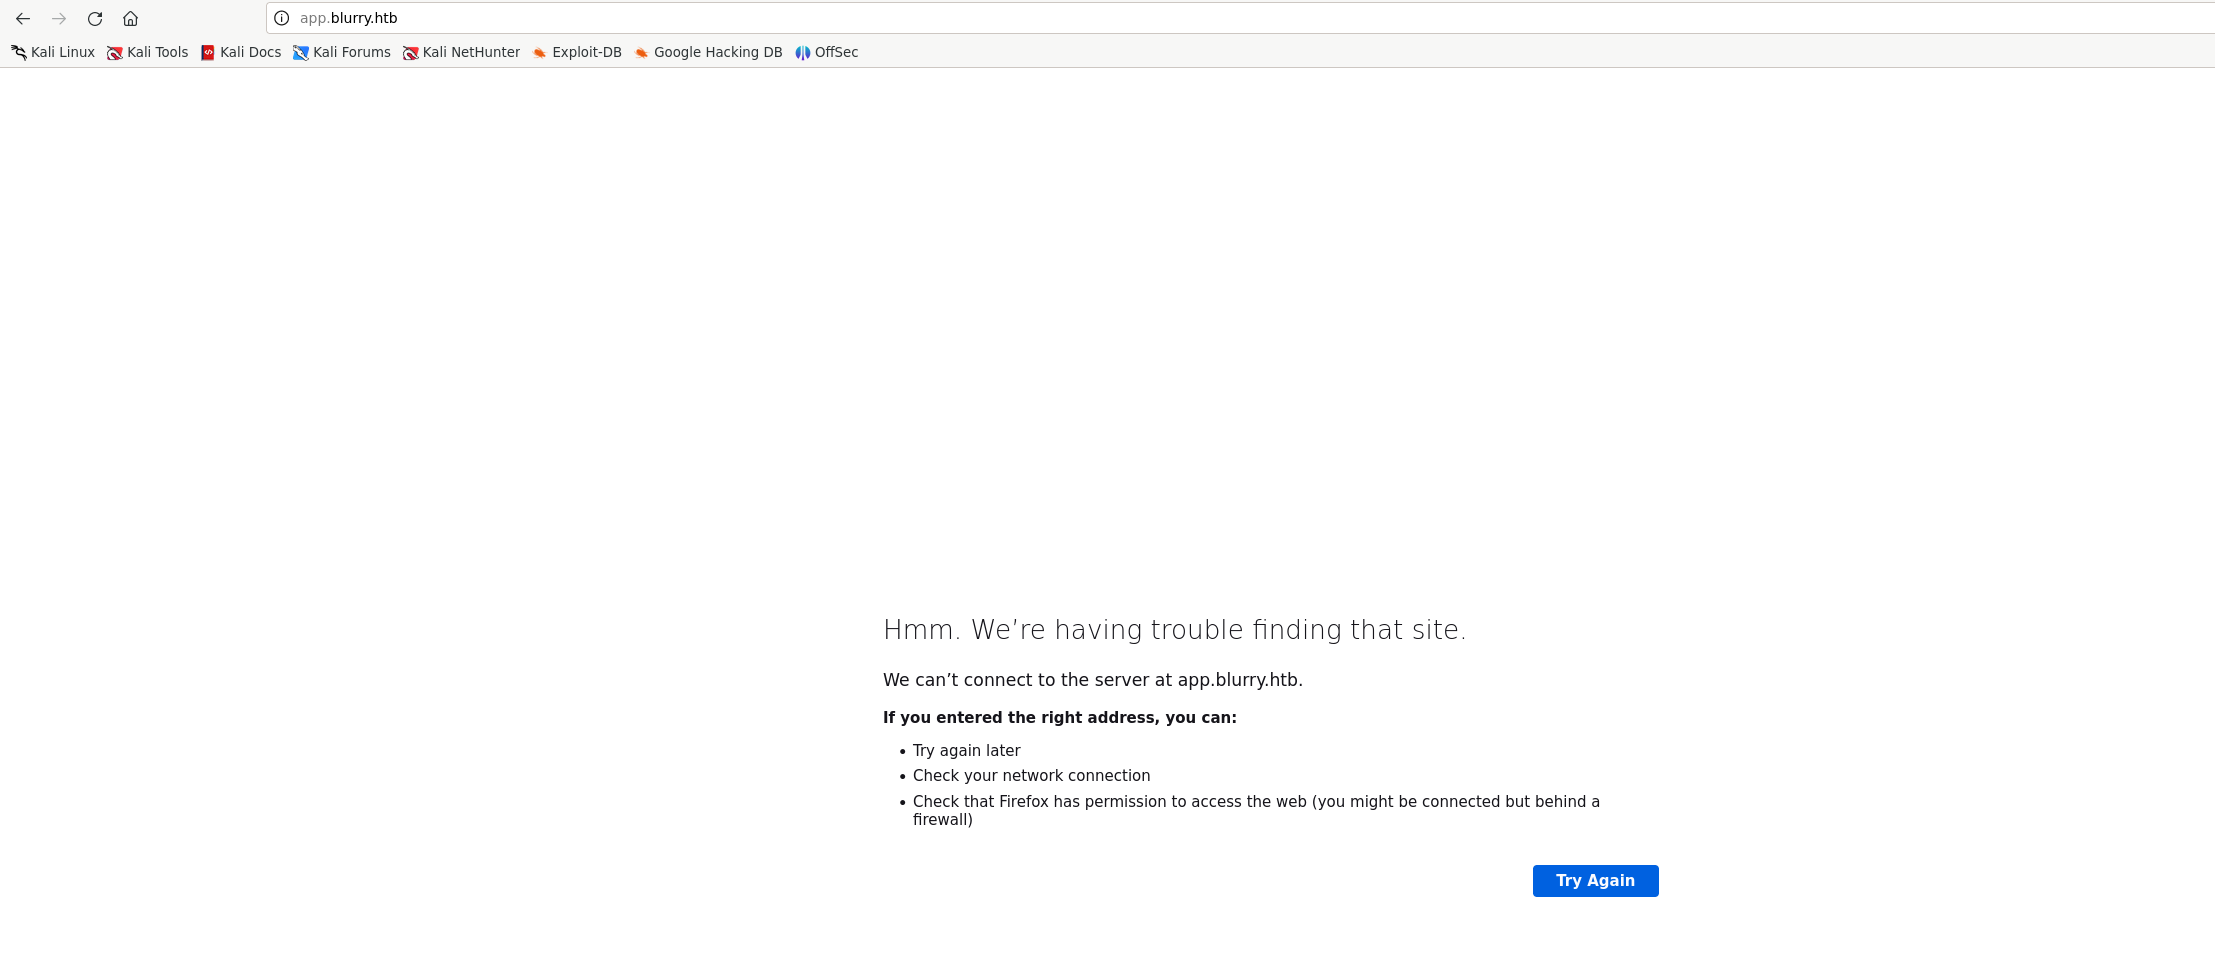 app.blurry.htb
Kali Linux Kali Tools Kali Docs Kali Forums Kali NetHunter Exploit-DB Google Hacking DB OffSec
Hmm. We’re having trouble finding that site.
We can’t connect to the server at app.blurry.htb.
If you entered the right address, you can:
• Try again later
• Check your network connection
• Check that Firefox has permission to access the web (you might be connected but behind a
firewall)
Try Again